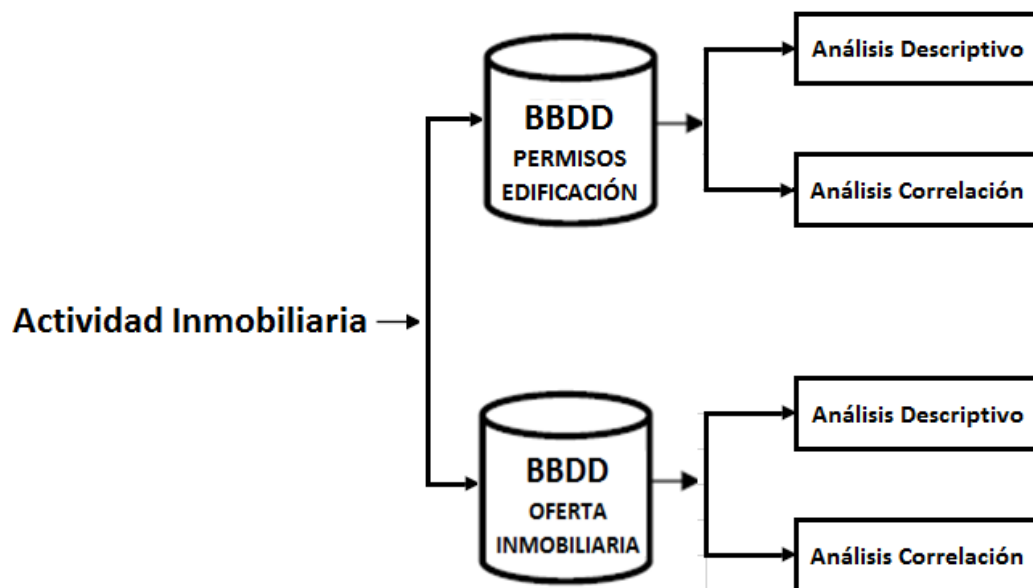 Análisis Descriptivo
BBDD
PERMISOS
EDIFICACIÓN
Análisis Correlación
Actividad Inmobiliaria
Análisis Descriptivo
BBDD
OFERTA
INMOBILIARIA
Análisis Correlación